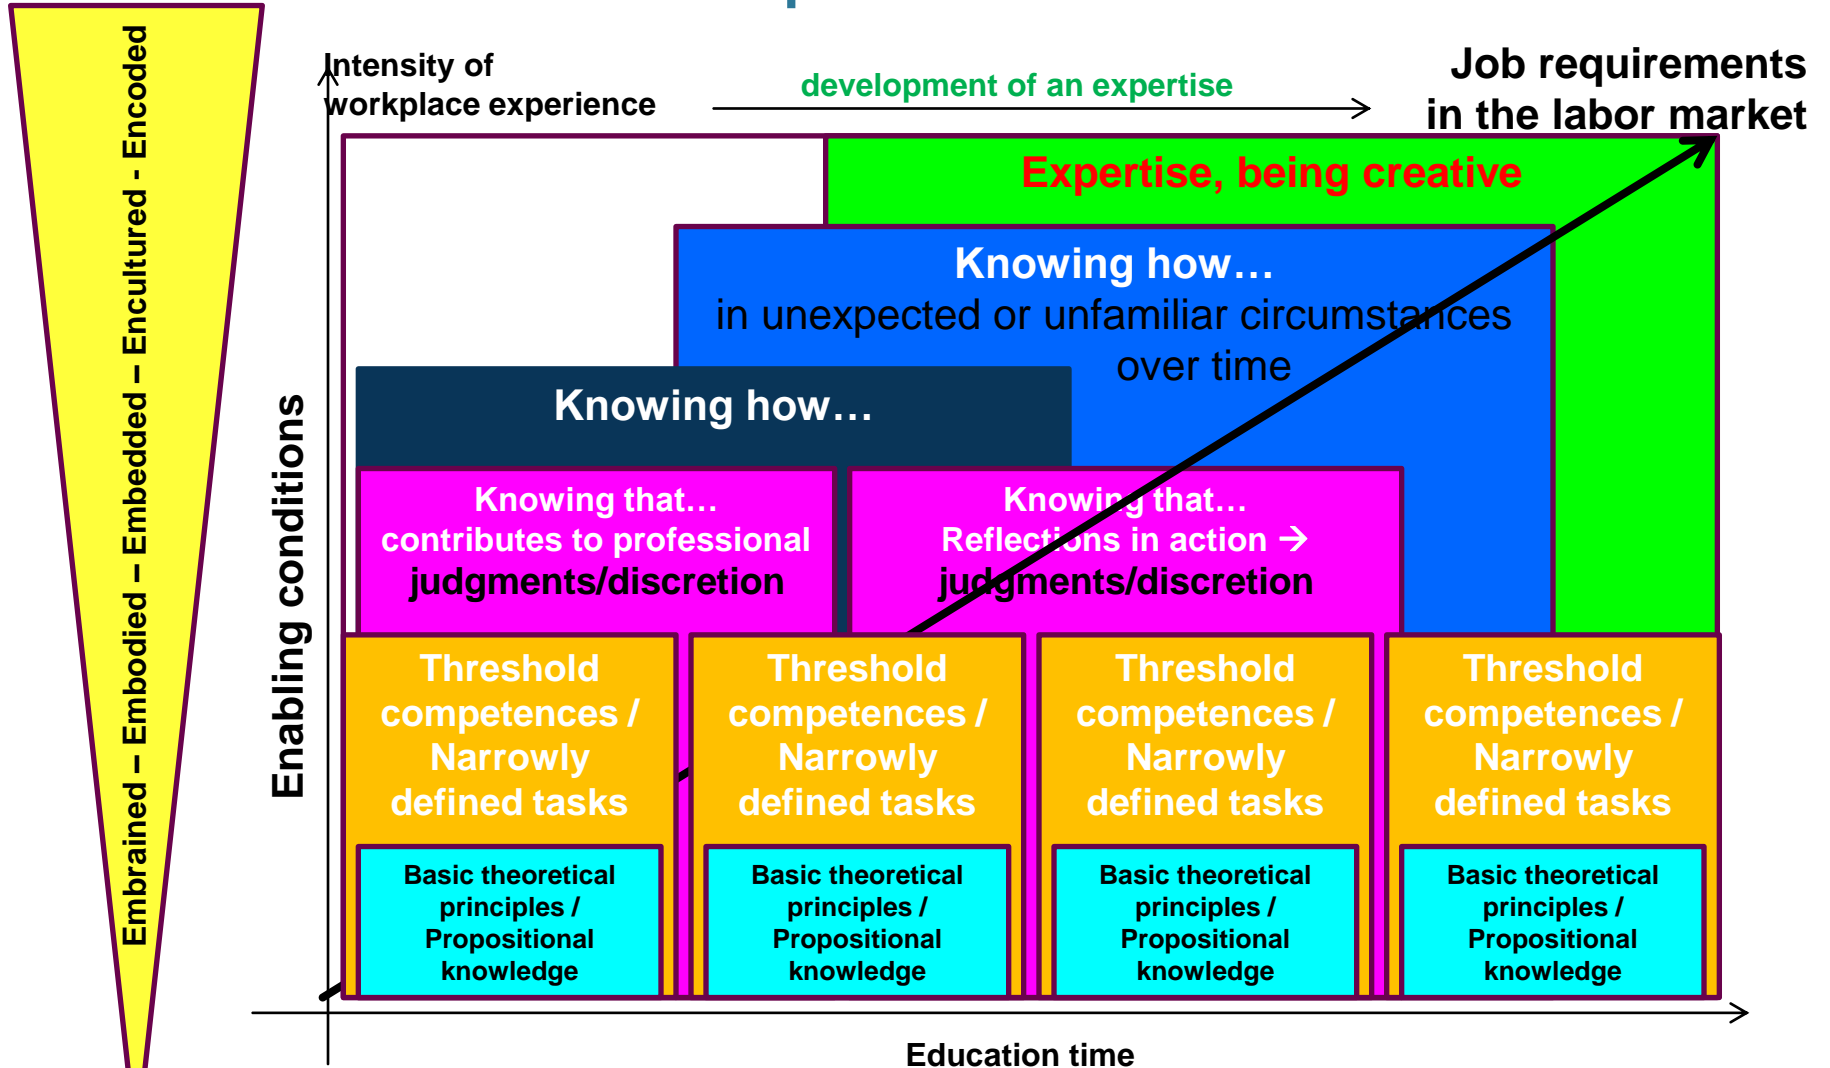 Intensity of
workplace experience
development of an expertise
Job requirements
in the labor market
Embrained – Embodied – Embedded – Encultured - Encoded
Enabling conditions
Expertise, being creative
Knowing how…
in unexpected or unfamiliar circumstances
over time
Knowing how…
Knowing that…
contributes to professional
judgments/discretion
Knowing that…
Reflections in action →
judgments/discretion
Threshold
competences /
Narrowly
defined tasks
Threshold
competences /
Narrowly
defined tasks
Threshold
competences /
Narrowly
defined tasks
Threshold
competences /
Narrowly
defined tasks
Basic theoretical
principles /
Propositional
knowledge
Basic theoretical
principles /
Propositional
knowledge
Basic theoretical
principles /
Propositional
knowledge
Basic theoretical
principles /
Propositional
knowledge
Education time